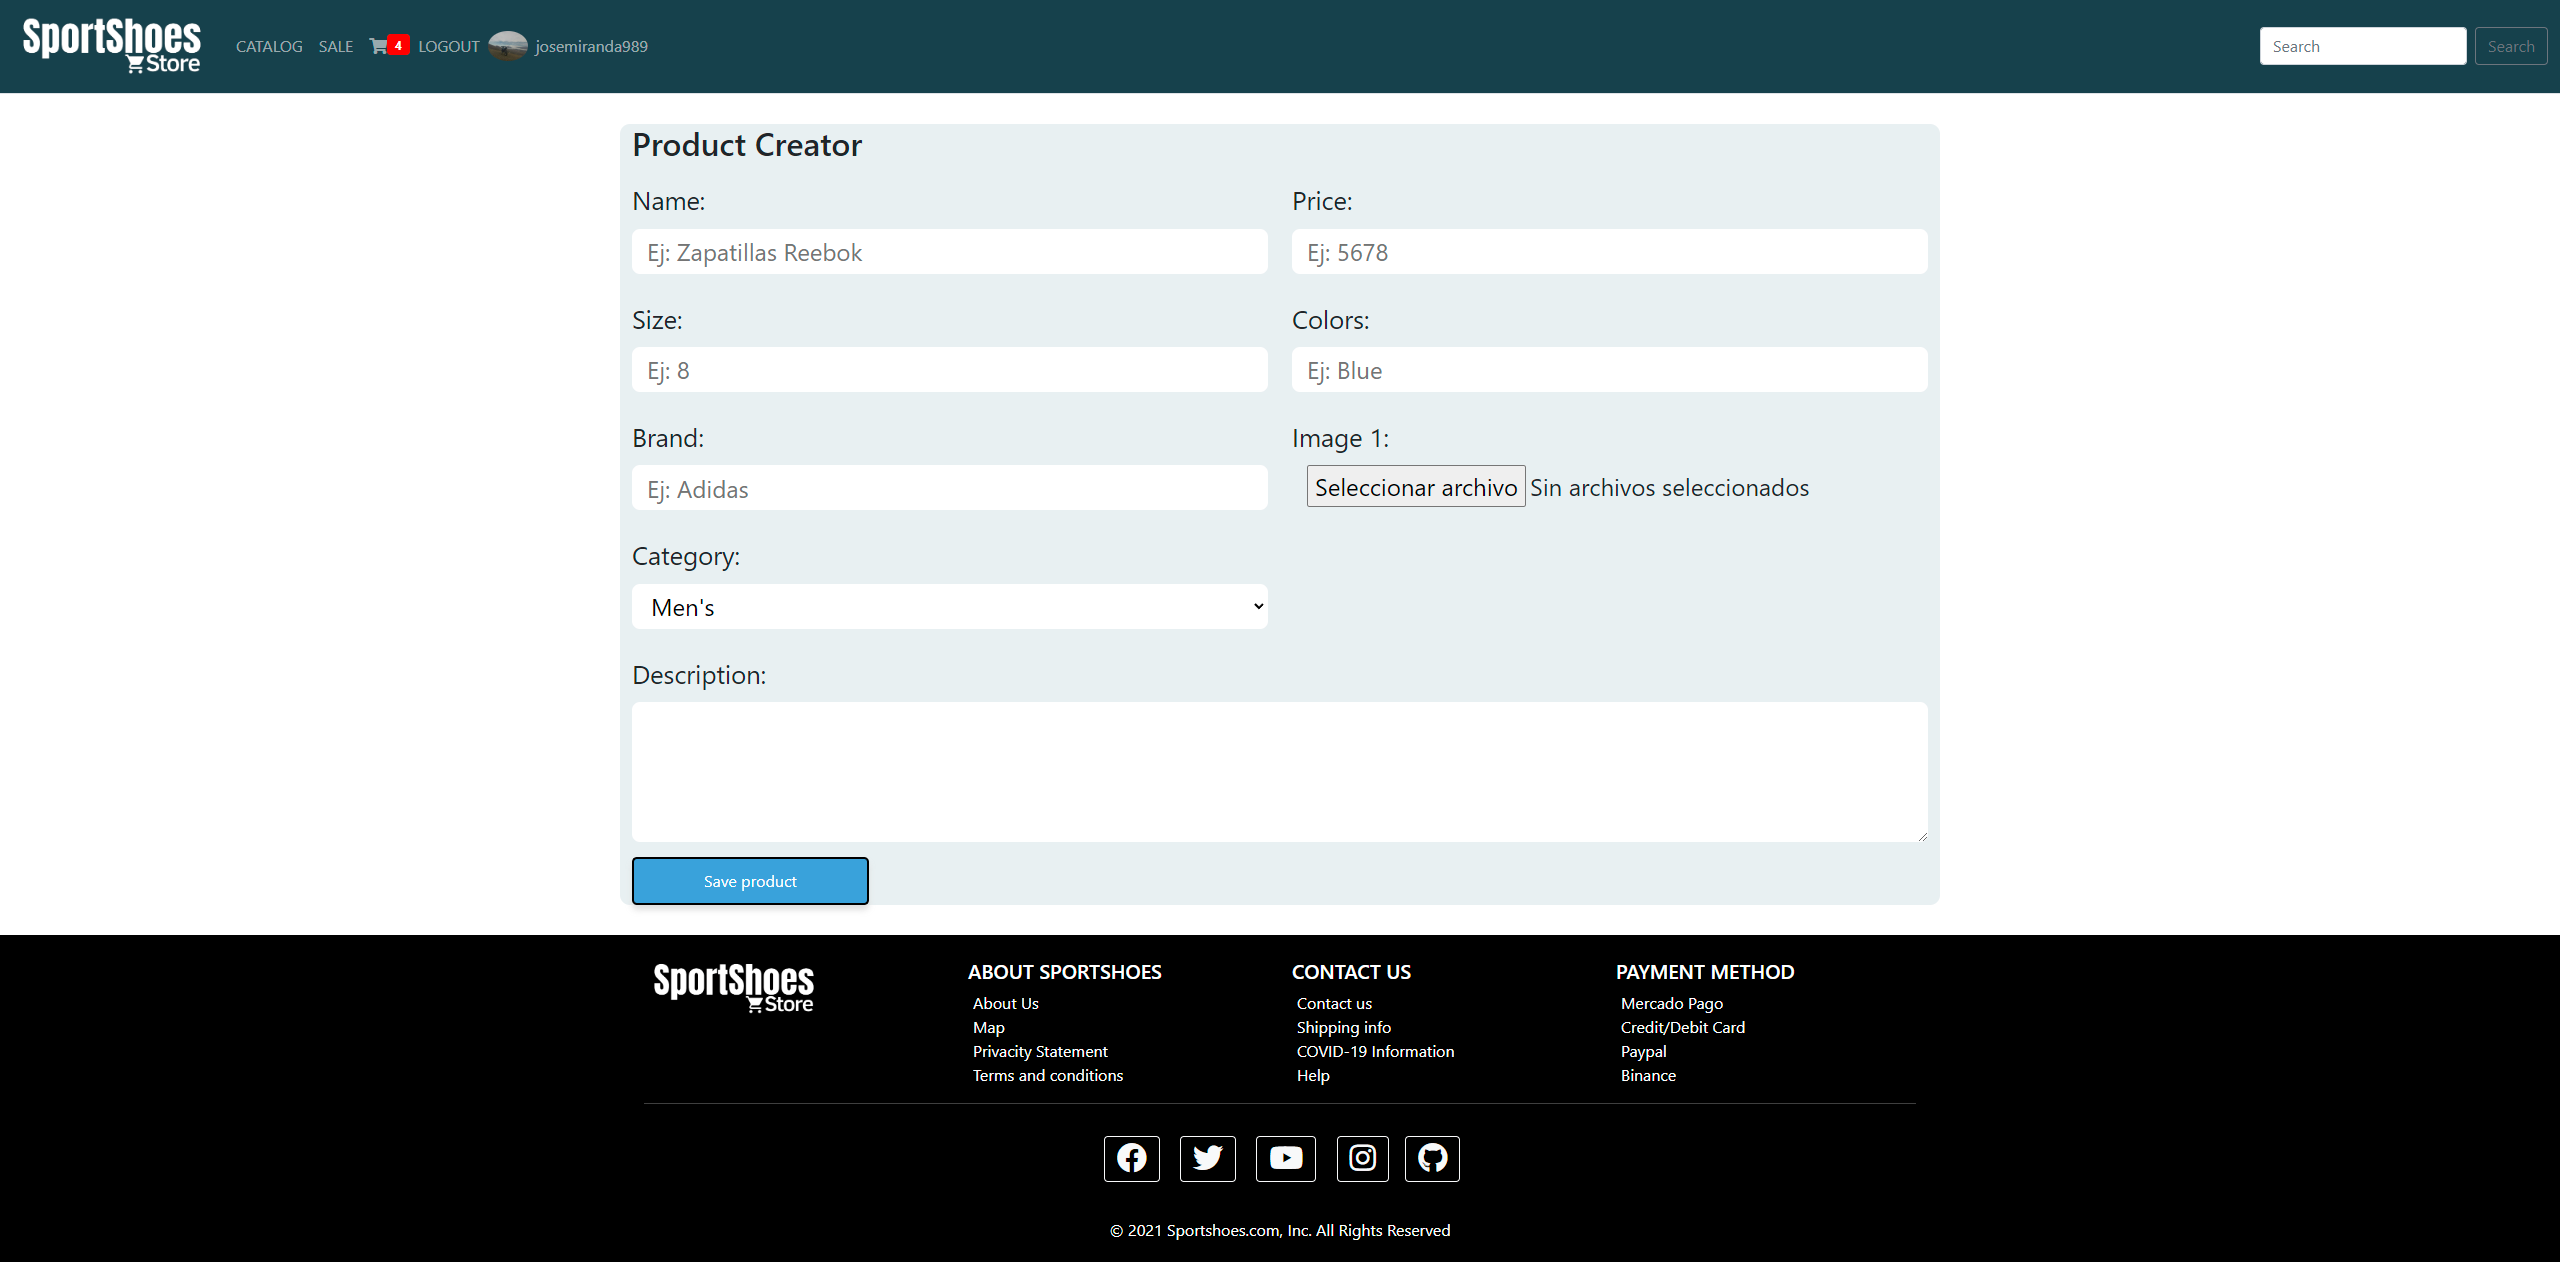 SportShoes
Store
CATALOG SALE 4 LOGOUT josemiranda989
Search Search
Product Creator
Name: Price:
Ej: Zapatillas Reebok Ej: 5678
Size: Colors:
Ej: 8 Ej: Blue
Brand: Image 1:
Ej: Adidas Seleccionar archivo Sin archivos seleccionados
Category:
Men's
Description:
Save product
SportShoes
Store
ABOUT SPORTSHOES
About Us
Map
Privacity Statement
Terms and conditions
CONTACT US
Contact us
Shipping info
COVID-19 Information
Help
PAYMENT METHOD
Mercado Pago
Credit/Debit Card
Paypal
Binance
© 2021 Sportshoes.com, Inc. All Rights Reserved